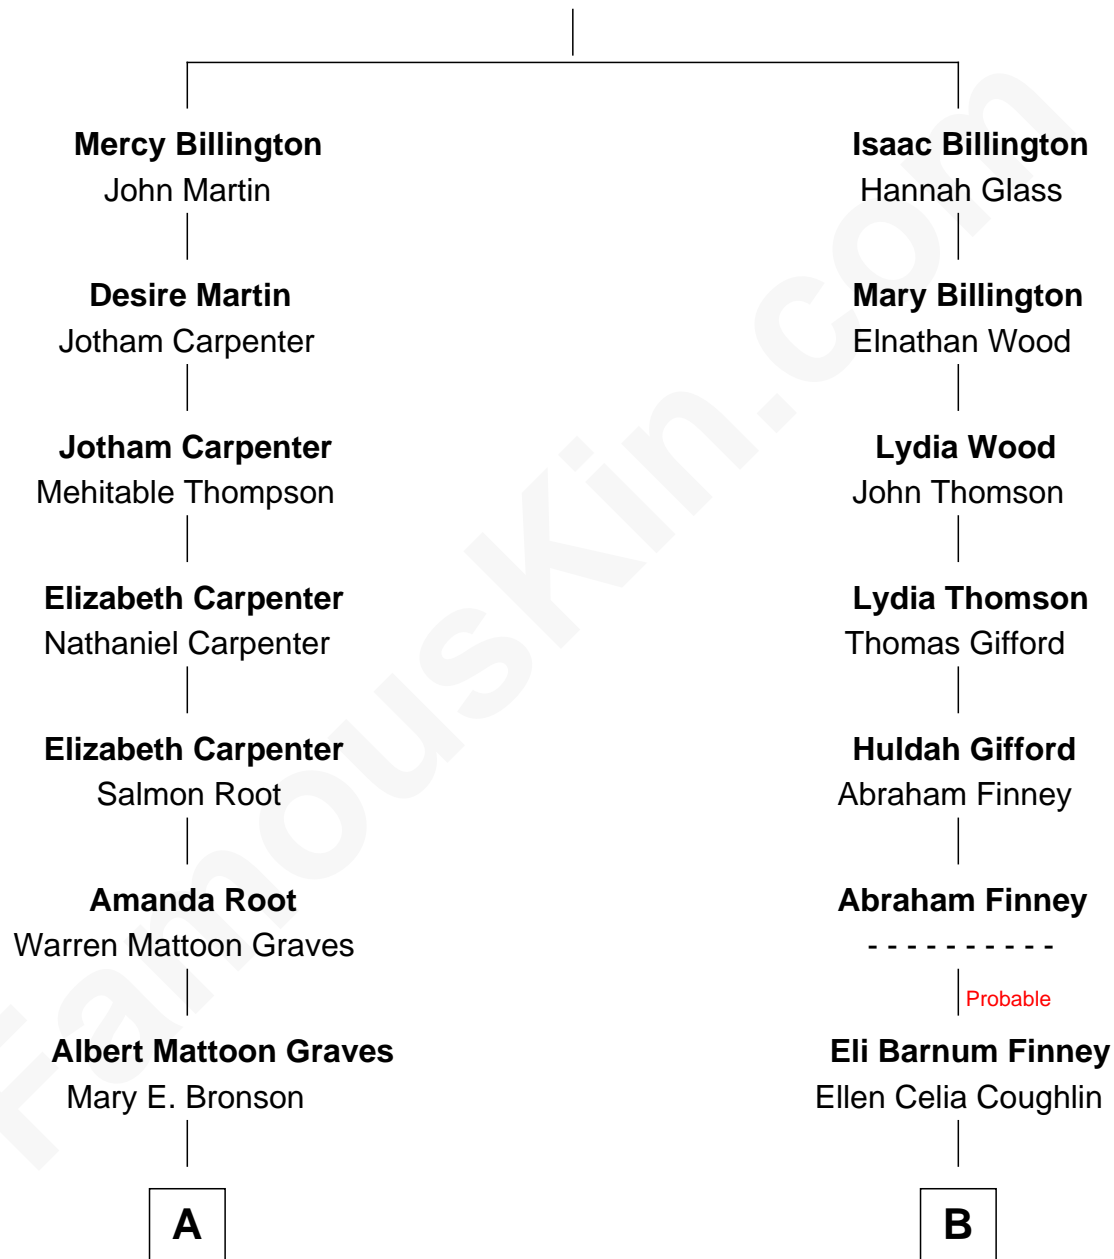 Mercy Billington
John Martin
Desire Martin
Jotham Carpenter
Jotham Carpenter
Mehitable Thompson
Elizabeth Carpenter
Nathaniel Carpenter
Elizabeth Carpenter
Salmon Root
Amanda Root
Warren Mattoon Graves
Albert Mattoon Graves
Mary E. Bronson
A
Isaac Billington
Hannah Glass
Mary Billington
Elnathan Wood
Lydia Wood
John Thomson
Lydia Thomson
Thomas Gifford
Huldah Gifford
Abraham Finney
Abraham Finney
- - - - - - - - - -
Probable
Eli Barnum Finney
Ellen Celia Coughlin
B
FamousKin.com